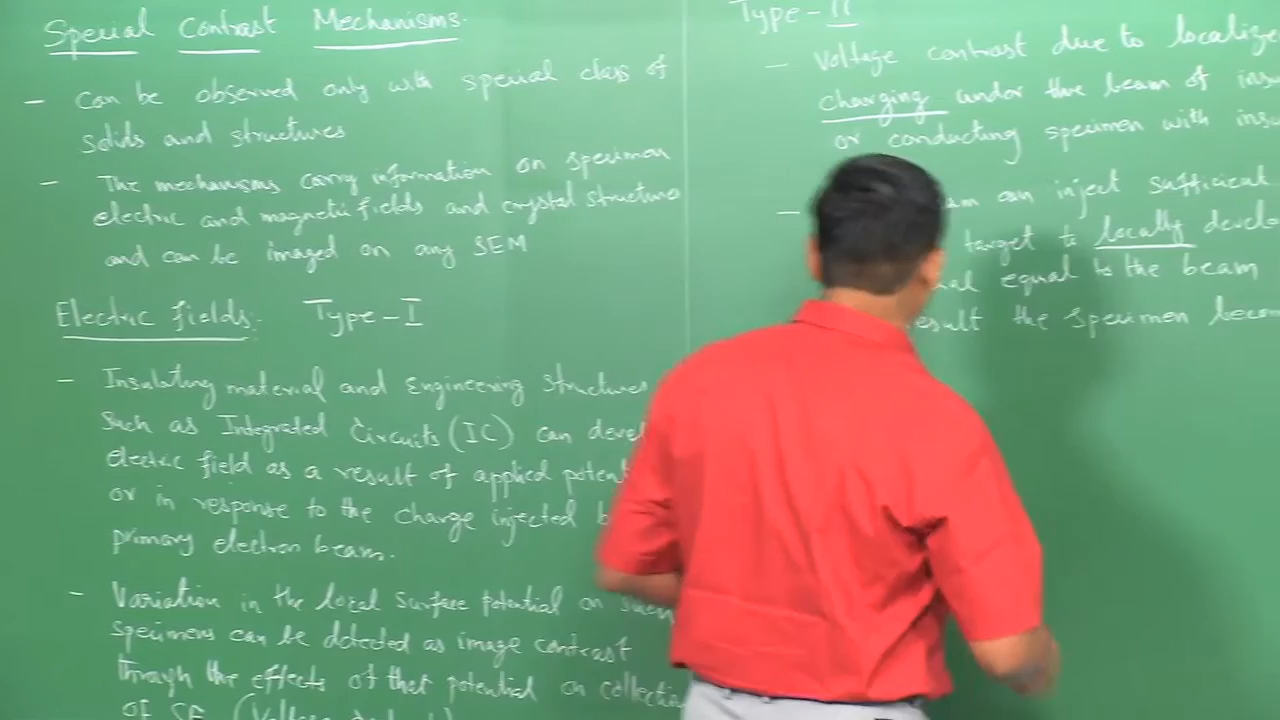 Special Contrast Mechanisms.
- Can be observed only with special class of
solids and structures
- The mechanisms carry information on specimen
electric and magnetic fields and crystal structure
and can be imaged on any SEM
Electric fields: Type-I
- Insulating material and Engineering structures
such as Integrated Circuits (IC) can devel
electric field as a result of applied potent
or in response to the charge injected b
primary electron beam.
- Variation in the local surface potential on such
specimens can be detected as image contrast
through the effects of that potential on collectio
of SE (Voltage
Type-II
- Voltage contrast due to localize
charging under the beam of insu
or conducting specimen with insu
- am can inject sufficient
target to locally develo
al equal to the beam
esult the specimen becom